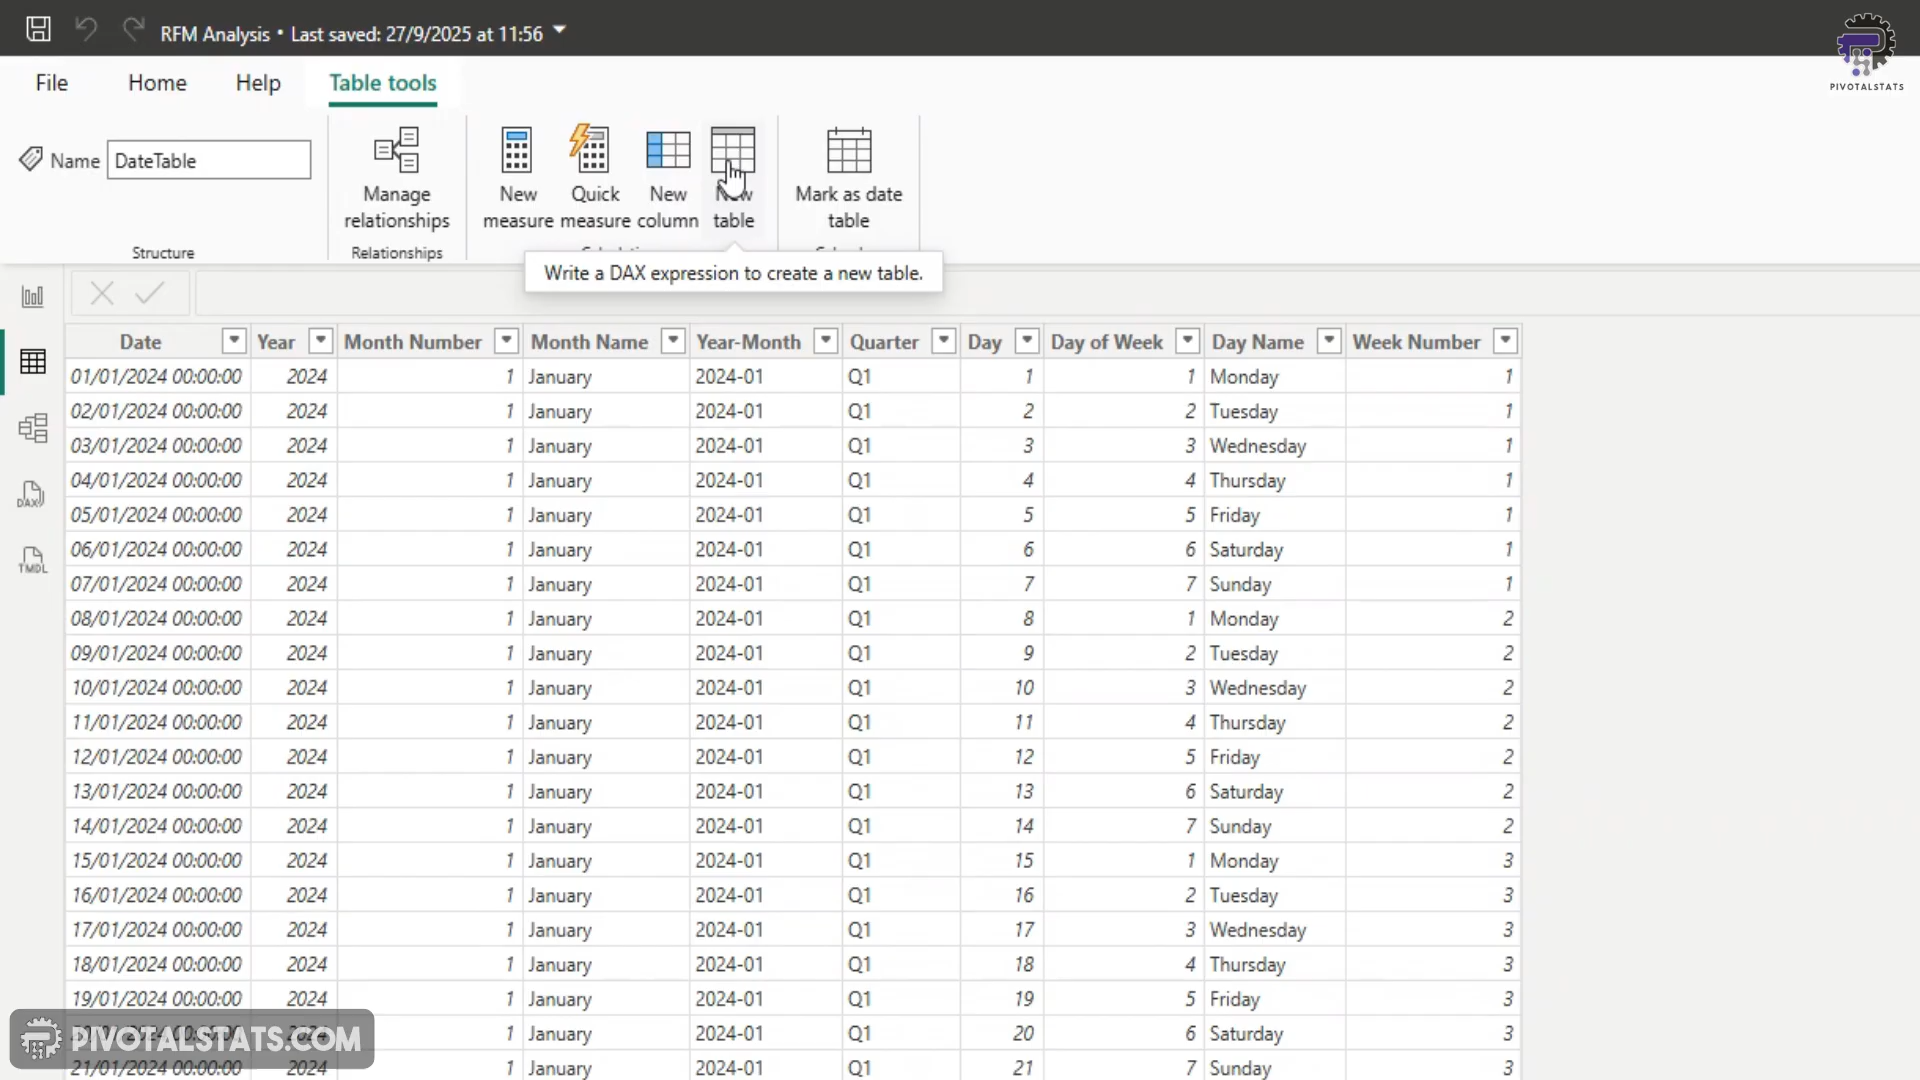 RFM Analysis • Last saved: 27/9/2025 at 11:56
PIVOTALSTATS
File Home Help Table tools
Name DateTable
Manage relationships
New measure
Quick measure
New column
New table
Mark as date table
Structure
Relationships
Write a DAX expression to create a new table.
Date Year Month Number Month Name Year-Month Quarter Day Day of Week Day Name Week Number
01/01/2024 00:00:00 2024 1 January 2024-01 Q1 1 1 Monday 1
02/01/2024 00:00:00 2024 1 January 2024-01 Q1 2 2 Tuesday 1
03/01/2024 00:00:00 2024 1 January 2024-01 Q1 3 3 Wednesday 1
04/01/2024 00:00:00 2024 1 January 2024-01 Q1 4 4 Thursday 1
DAX
05/01/2024 00:00:00 2024 1 January 2024-01 Q1 5 5 Friday 1
06/01/2024 00:00:00 2024 1 January 2024-01 Q1 6 6 Saturday 1
TMDL
07/01/2024 00:00:00 2024 1 January 2024-01 Q1 7 7 Sunday 1
08/01/2024 00:00:00 2024 1 January 2024-01 Q1 8 1 Monday 2
09/01/2024 00:00:00 2024 1 January 2024-01 Q1 9 2 Tuesday 2
10/01/2024 00:00:00 2024 1 January 2024-01 Q1 10 3 Wednesday 2
11/01/2024 00:00:00 2024 1 January 2024-01 Q1 11 4 Thursday 2
12/01/2024 00:00:00 2024 1 January 2024-01 Q1 12 5 Friday 2
13/01/2024 00:00:00 2024 1 January 2024-01 Q1 13 6 Saturday 2
14/01/2024 00:00:00 2024 1 January 2024-01 Q1 14 7 Sunday 2
15/01/2024 00:00:00 2024 1 January 2024-01 Q1 15 1 Monday 3
16/01/2024 00:00:00 2024 1 January 2024-01 Q1 16 2 Tuesday 3
17/01/2024 00:00:00 2024 1 January 2024-01 Q1 17 3 Wednesday 3
18/01/2024 00:00:00 2024 1 January 2024-01 Q1 18 4 Thursday 3
19/01/2024 00:00:00 2024 1 January 2024-01 Q1 19 5 Friday 3
2024 1 January 2024-01 Q1 20 6 Saturday 3
PIVOTALSTATS.COM
21/01/2024 00:00:00 2024 1 January 2024-01 Q1 21 7 Sunday 3